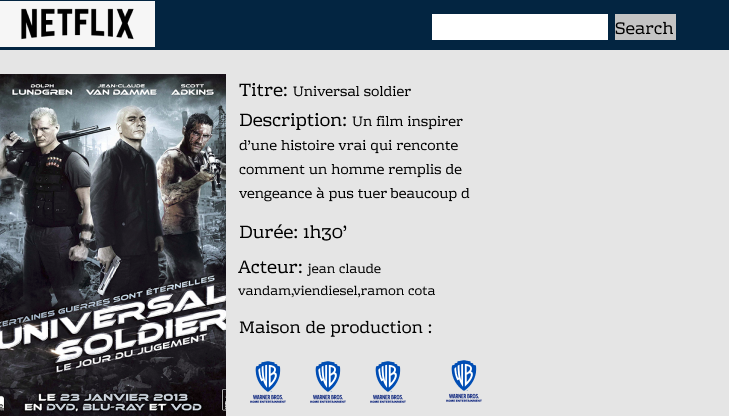 NETFLIX
Search
DOLPH LUNDGREN
JEAN-CLAUDE VAN DAMME
SCOTT ADKINS
CERTAINES GUERRES SONT ÉTERNELLES
UNIVERSAL
SOLDIER
LE JOUR DU JUGEMENT
LE 23 JANVIER 2013
EN DVD, BLU-RAY ET VOD
Titre: Universal soldier
Description: Un film inspirer
d'une histoire vrai qui renconte
comment un homme remplis de
vengeance à pus tuer beaucoup d
Durée: 1h30'
Acteur: jean claude
vandam,viendiesel,ramon cota
Maison de production :
WB WB WB WB
WARNER BROS. WARNER BROS. WARNER BROS. WARNER BROS.
HOME ENTERTAINMENT HOME ENTERTAINMENT HOME ENTERTAINMENT HOME ENTERTAINMENT